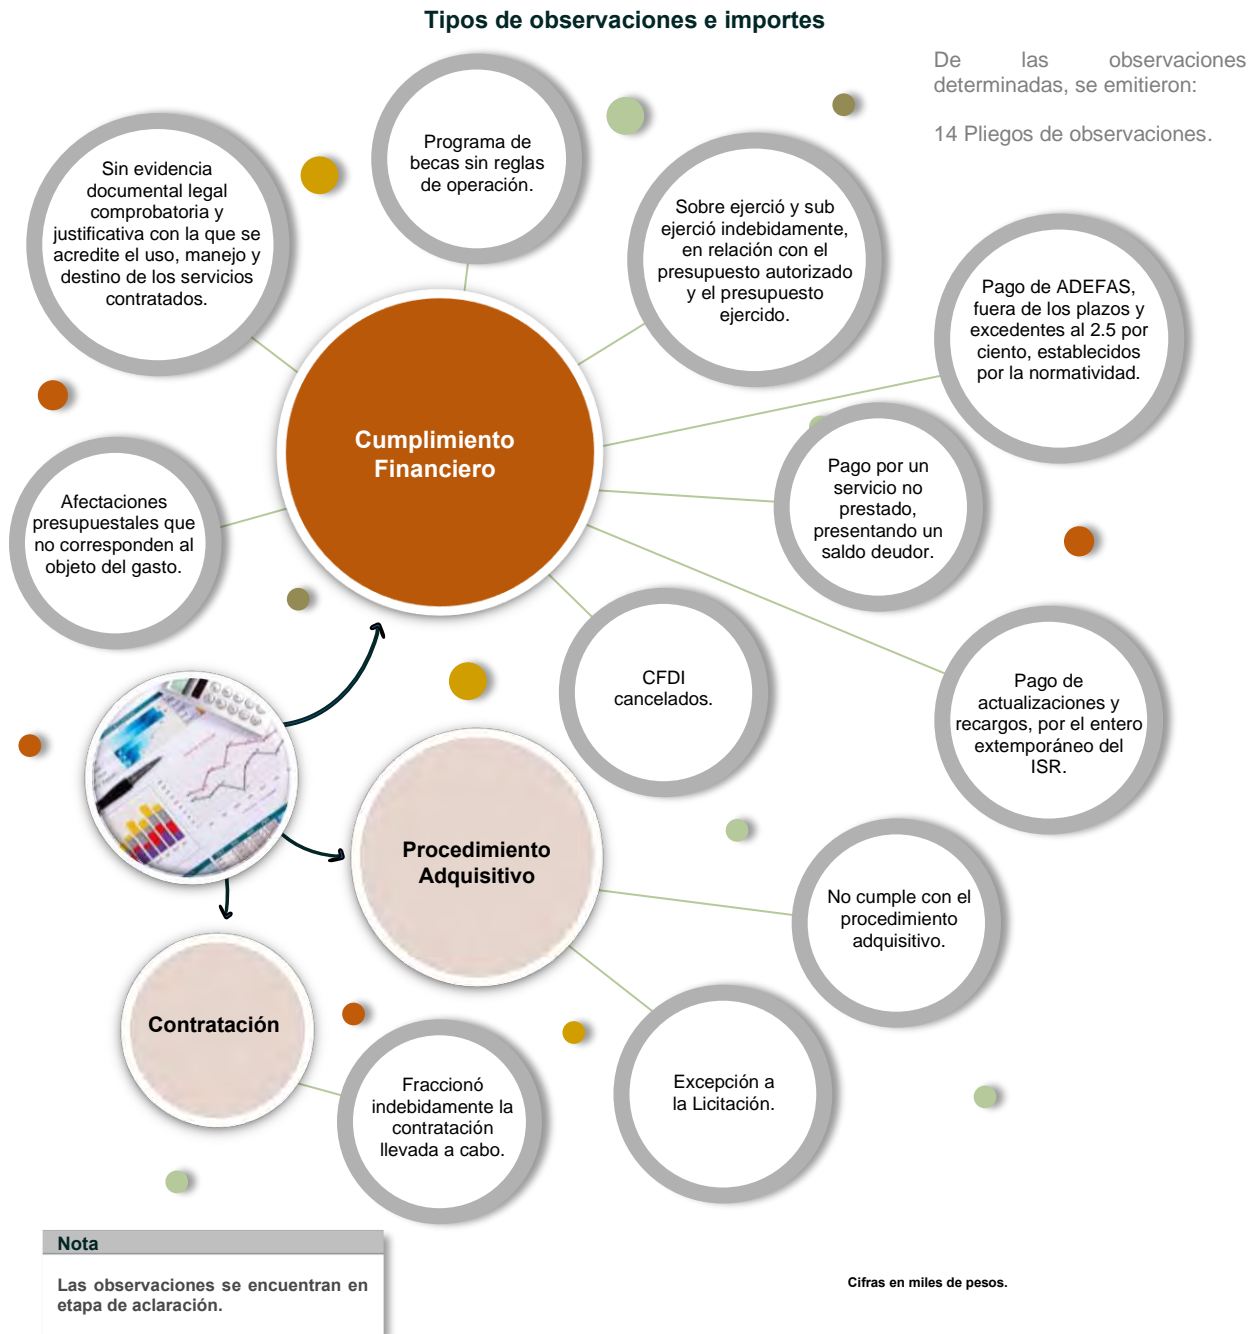 Tipos de observaciones e importes
De las observaciones
determinadas, se emitieron:
14 Pliegos de observaciones.
Programa de
becas sin reglas
de operación.
Sin evidencia
documental legal
comprobatoria y
justificativa con la que se
acredite el uso, manejo y
destino de los servicios
contratados.
Sobre ejerció y sub
ejerció indebidamente,
en relación con el
presupuesto autorizado
y el presupuesto
ejercido.
Pago de ADEFAS,
fuera de los plazos y
excedentes al 2.5 por
ciento, establecidos
por la normatividad.
Cumplimiento
Financiero
Pago por un
servicio no
prestado,
presentando un
saldo deudor.
Afectaciones
presupuestales que
no corresponden al
objeto del gasto.
CFDI
cancelados.
Pago de
actualizaciones y
recargos, por el entero
extemporáneo del
ISR.
Procedimiento
Adquisitivo
No cumple con el
procedimiento
adquisitivo.
Contratación
Excepción a
la Licitación.
Fraccionó
indebidamente la
contratación
llevada a cabo.
Nota
Las observaciones se encuentran en
etapa de aclaración.
Cifras en miles de pesos.